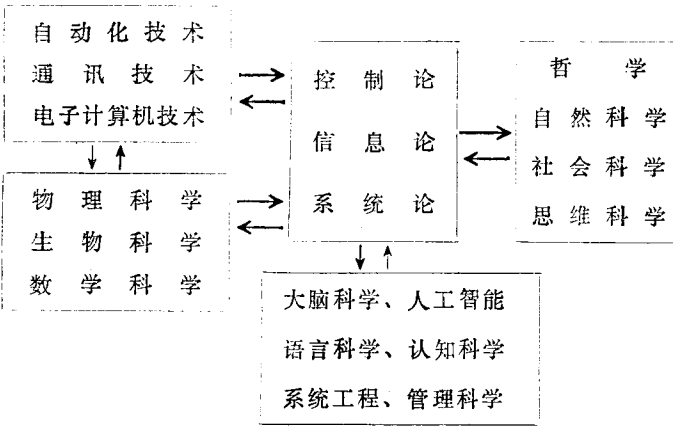 自动化技术
通讯技术
电子计算机技术
物理科学
生物科学
数学科学
控制论
信息论
系统论
哲学
自然科学
社会科学
思维科学
大脑科学、人工智能
语言科学、认知科学
系统工程、管理科学